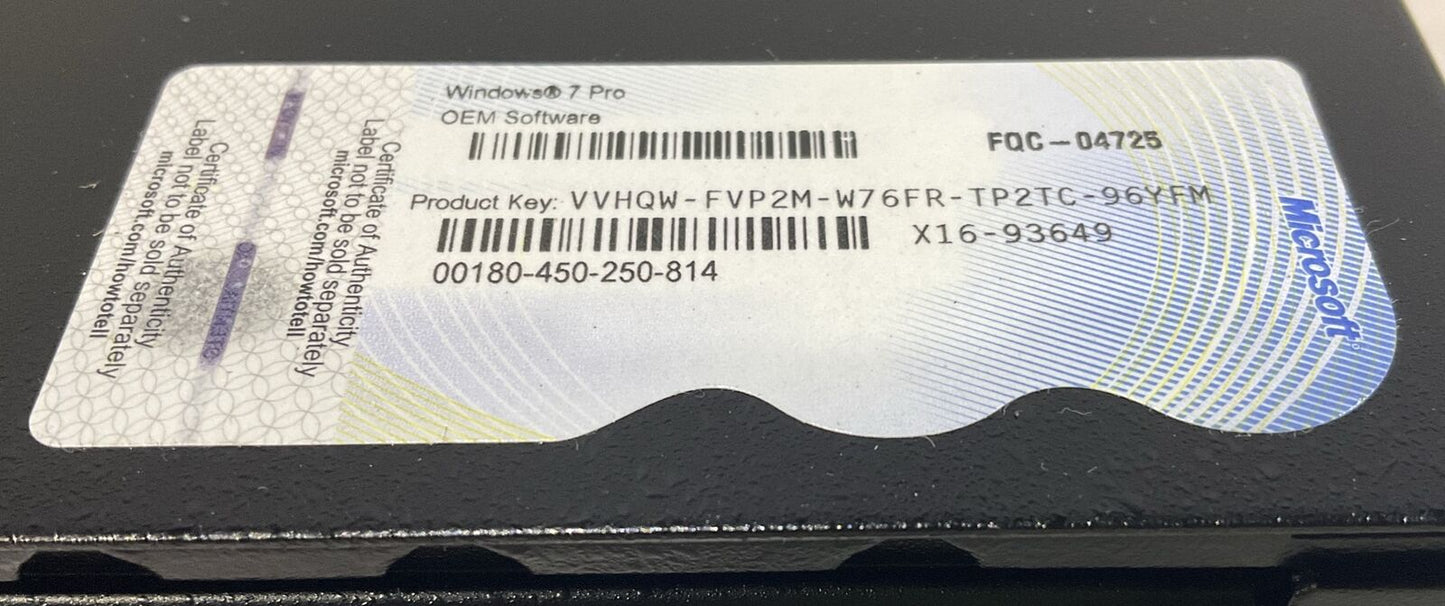 Windows® 7 Pro
OEM Software
FQC-04725
Product Key: VVHQW-FVP2M-W76FR-TP2TC-96YFM
X16-93649
00180-450-250-814
Certificate of Authenticity
Label not to be sold separately
microsoft.com/howtotell
Certificate of Authenticity
Label not to be sold separately
microsoft.com/howtotell
Microsoft®